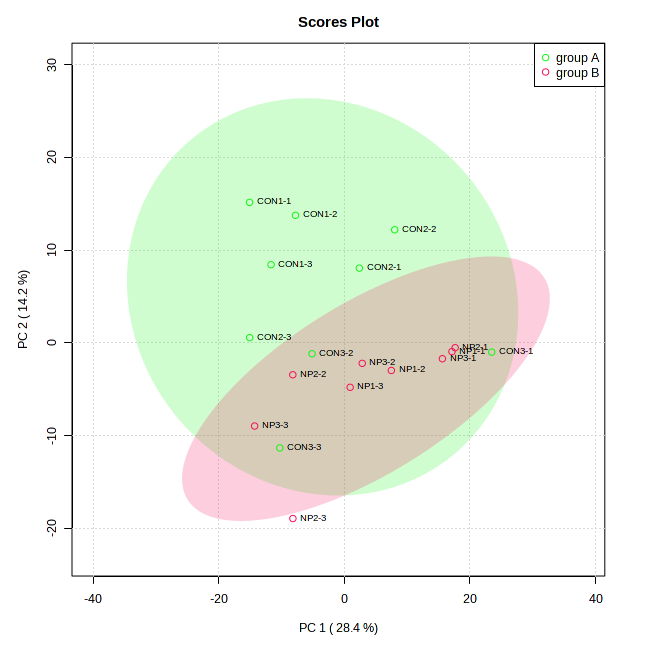 Scores Plot
group A
group B
30
20
10
0
-10
-20
PC 2 ( 14.2 %)
CON1-1
CON1-2
CON2-2
CON1-3
CON2-1
CON2-3
CON3-2
NP2-1
NP1-1
CON3-1
NP3-1
NP3-2
NP1-2
NP2-2
NP1-3
NP3-3
CON3-3
NP2-3
-40
-20
0
20
40
PC 1 ( 28.4 %)